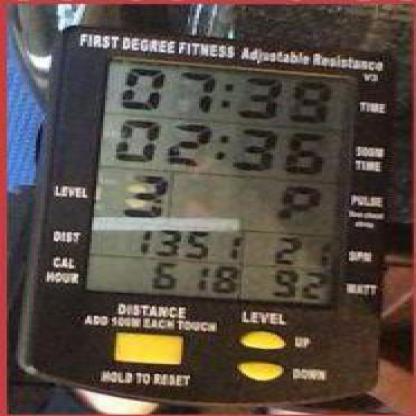 FIRST DEGREE FITNESS Adjustable Resistance
V3
07:38 TIME
02:36 500M TIME
LEVEL P PULSE
DIST 1351 21 SPM
CAL HOUR 618 92 WATT
DISTANCE
ADD 100M EACH TOUCH
HOLD TO RESET
LEVEL
UP
DOWN